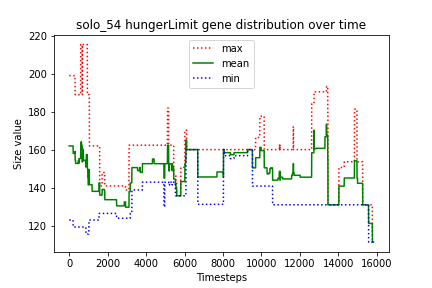 solo_54 hungerLimit gene distribution over time
220
200
180
160
140
120
Size value
max
mean
min
0 2000 4000 6000 8000 10000 12000 14000 16000
Timesteps